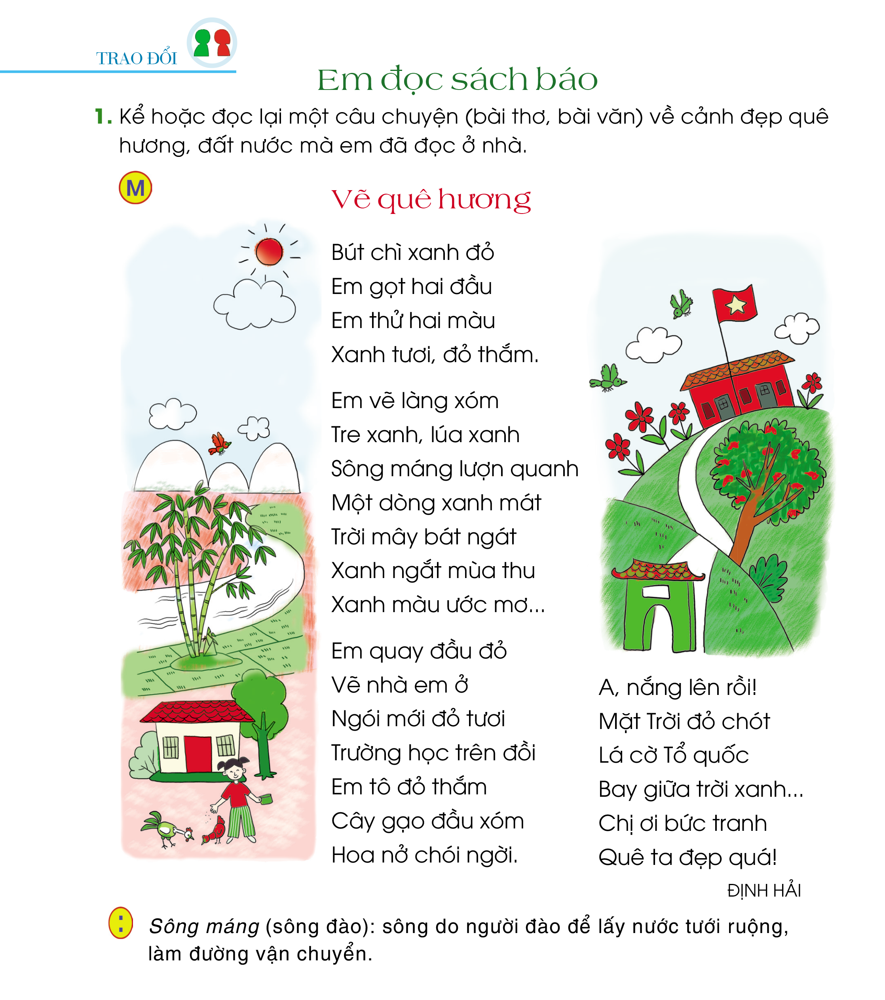 TRAO ĐỔI
Em đọc sách báo
1. Kể hoặc đọc lại một câu chuyện (bài thơ, bài văn) về cảnh đẹp quê
hương, đất nước mà em đã đọc ở nhà.
M
Vẽ quê hương
Bút chì xanh đỏ
Em gọt hai đầu
Em thử hai màu
Xanh tươi, đỏ thắm.
Em vẽ làng xóm
Tre xanh, lúa xanh
Sông máng lượn quanh
Một dòng xanh mát
Trời mây bát ngát
Xanh ngắt mùa thu
Xanh màu ước mơ...
Em quay đầu đỏ
Vẽ nhà em ở
Ngói mới đỏ tươi
Trường học trên đồi
Em tô đỏ thắm
Cây gạo đầu xóm
Hoa nở chói ngời.
A, nắng lên rồi!
Mặt Trời đỏ chót
Lá cờ Tổ quốc
Bay giữa trời xanh...
Chị ơi bức tranh
Quê ta đẹp quá!
ĐỊNH HẢI
: Sông máng (sông đào): sông do người đào để lấy nước tưới ruộng,
làm đường vận chuyển.